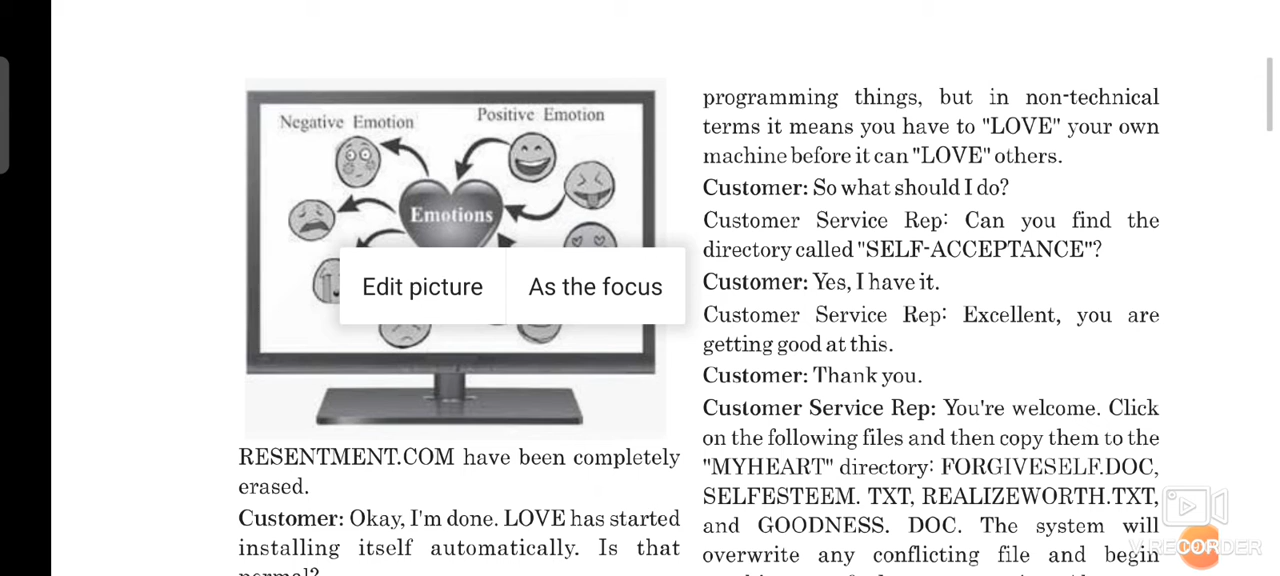 Negative Emotion
Positive Emotion
Emotions
Edit picture
As the focus
RESENTMENT.COM have been completely
erased.
Customer: Okay, I'm done. LOVE has started
installing itself automatically. Is that
normal?
programming things, but in non-technical
terms it means you have to "LOVE" your own
machine before it can "LOVE" others.
Customer: So what should I do?
Customer Service Rep: Can you find the
directory called "SELF-ACCEPTANCE"?
Customer: Yes, I have it.
Customer Service Rep: Excellent, you are
getting good at this.
Customer: Thank you.
Customer Service Rep: You're welcome. Click
on the following files and then copy them to the
"MYHEART" directory: FORGIVESELF.DOC,
SELFESTEEM. TXT, REALIZEWORTH.TXT,
and GOODNESS. DOC. The system will
overwrite any conflicting file and begin
V RECORDER